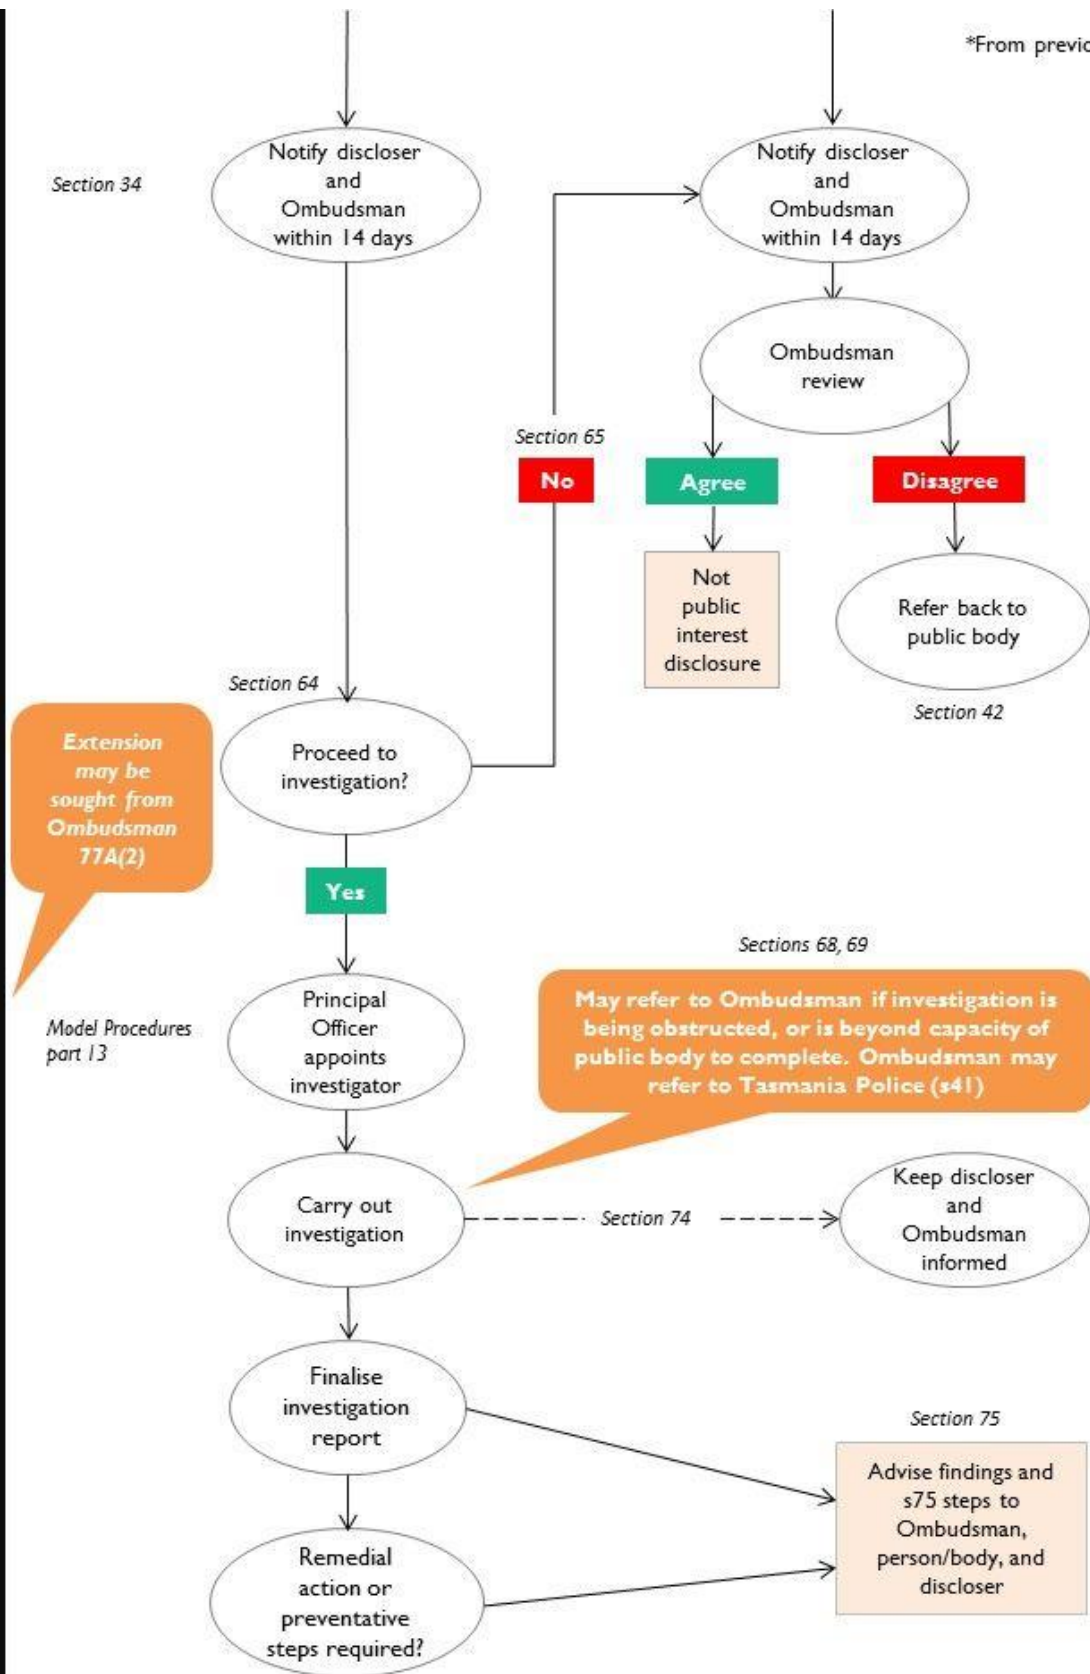 *From previo
Section 34
Notify discloser
and
Ombudsman
within 14 days
Notify discloser
and
Ombudsman
within 14 days
Ombudsman
review
Section 65
No
Agree
Disagree
Not
public
interest
disclosure
Refer back to
public body
Section 42
Section 64
Proceed to
investigation?
Extension
may be
sought from
Ombudsman
77A(2)
Yes
Model Procedures
part 13
Principal
Officer
appoints
investigator
Sections 68, 69
May refer to Ombudsman if investigation is
being obstructed, or is beyond capacity of
public body to complete. Ombudsman may
refer to Tasmania Police (s41)
Carry out
investigation
Section 74
Keep discloser
and
Ombudsman
informed
Finalise
investigation
report
Section 75
Advise findings and
s75 steps to
Ombudsman,
person/body, and
discloser
Remedial
action or
preventative
steps required?